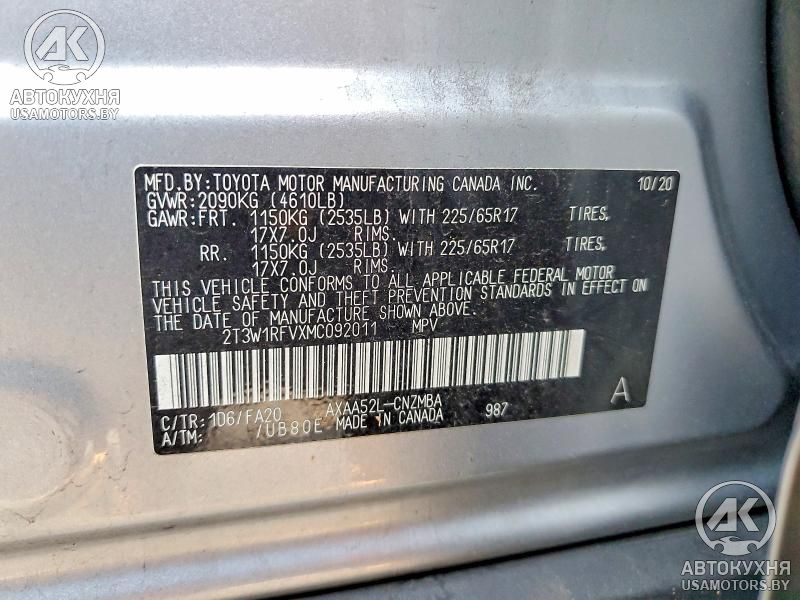 AK
АВТОКУХНЯ
USAMOTORS.BY
MFD.BY:TOYOTA MOTOR MANUFACTURING CANADA INC. 10/20
GVWR:2090KG (4610LB)
GAWR:FRT. 1150KG (2535LB) WITH 225/65R17 TIRES,
17X7.0J RIMS.
RR. 1150KG (2535LB) WITH 225/65R17 TIRES,
17X7.0J RIMS.
THIS VEHICLE CONFORMS TO ALL APPLICABLE FEDERAL MOTOR
VEHICLE SAFETY AND THEFT PREVENTION STANDARDS IN EFFECT ON
THE DATE OF MANUFACTURE SHOWN ABOVE.
2T3W1RFVXMC092011 MPV
C/TR:1D6/FA20 AXAA52L-CNZMBA 987 A
A/TM: /UB80E MADE IN CANADA
AK
АВТОКУХНЯ
USAMOTORS.BY